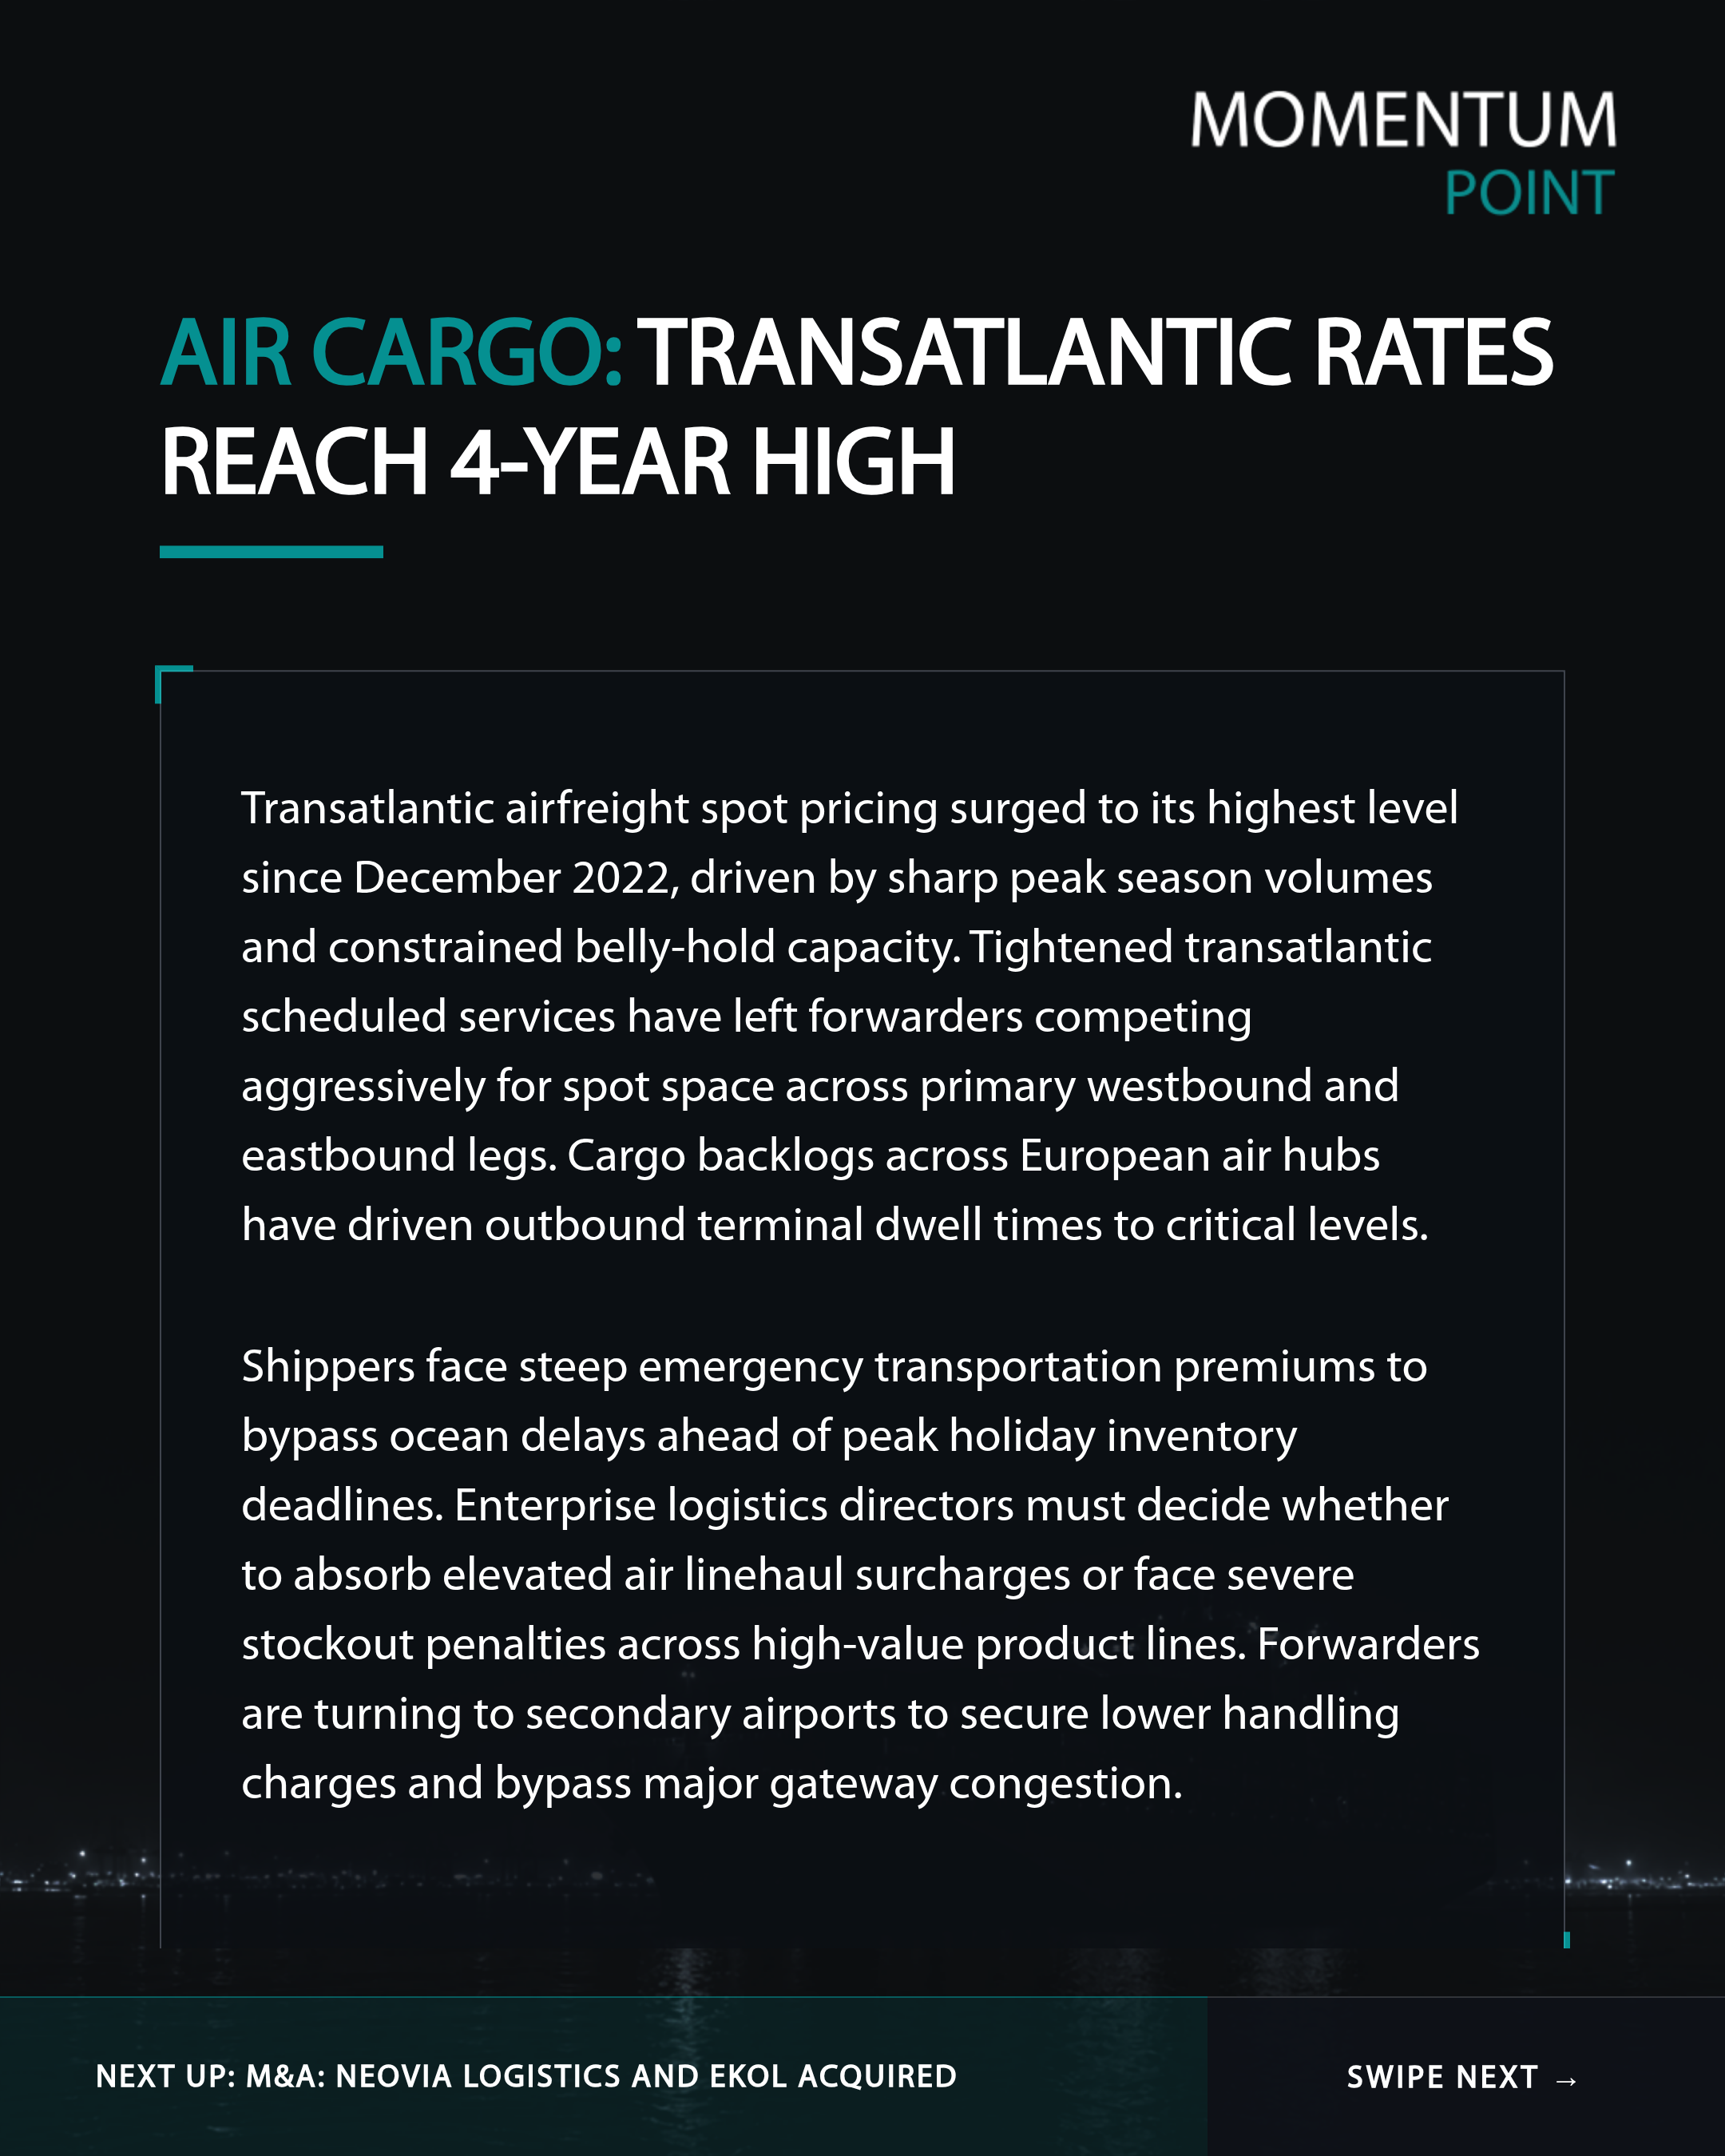 MOMENTUM
POINT
AIR CARGO: TRANSATLANTIC RATES
REACH 4-YEAR HIGH
Transatlantic airfreight spot pricing surged to its highest level
since December 2022, driven by sharp peak season volumes
and constrained belly-hold capacity. Tightened transatlantic
scheduled services have left forwarders competing
aggressively for spot space across primary westbound and
eastbound legs. Cargo backlogs across European air hubs
have driven outbound terminal dwell times to critical levels.
Shippers face steep emergency transportation premiums to
bypass ocean delays ahead of peak holiday inventory
deadlines. Enterprise logistics directors must decide whether
to absorb elevated air linehaul surcharges or face severe
stockout penalties across high-value product lines. Forwarders
are turning to secondary airports to secure lower handling
charges and bypass major gateway congestion.
NEXT UP: M&A: NEOVIA LOGISTICS AND EKOL ACQUIRED
SWIPE NEXT →